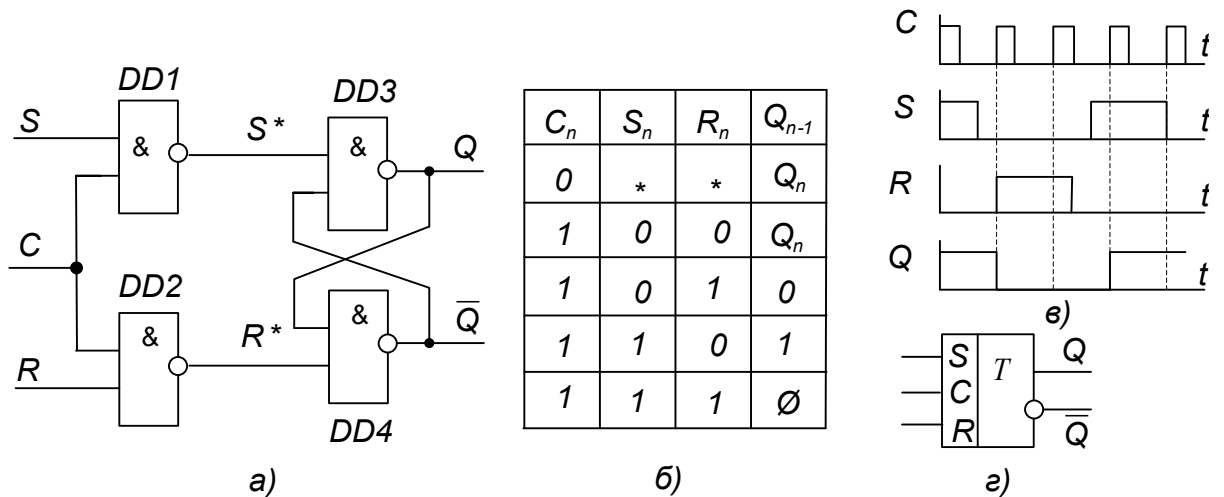 DD1
S
&
S*
DD3
&
Q
C
DD2
&
R*
R
&
Q̅
DD4
а)
Cn Sn Rn Qn-1
0 * * Qn
1 0 0 Qn
1 0 1 0
1 1 0 1
1 1 1 Ø
б)
C t
S t
R t
Q t
в)
S T Q
C
R Q̅
г)